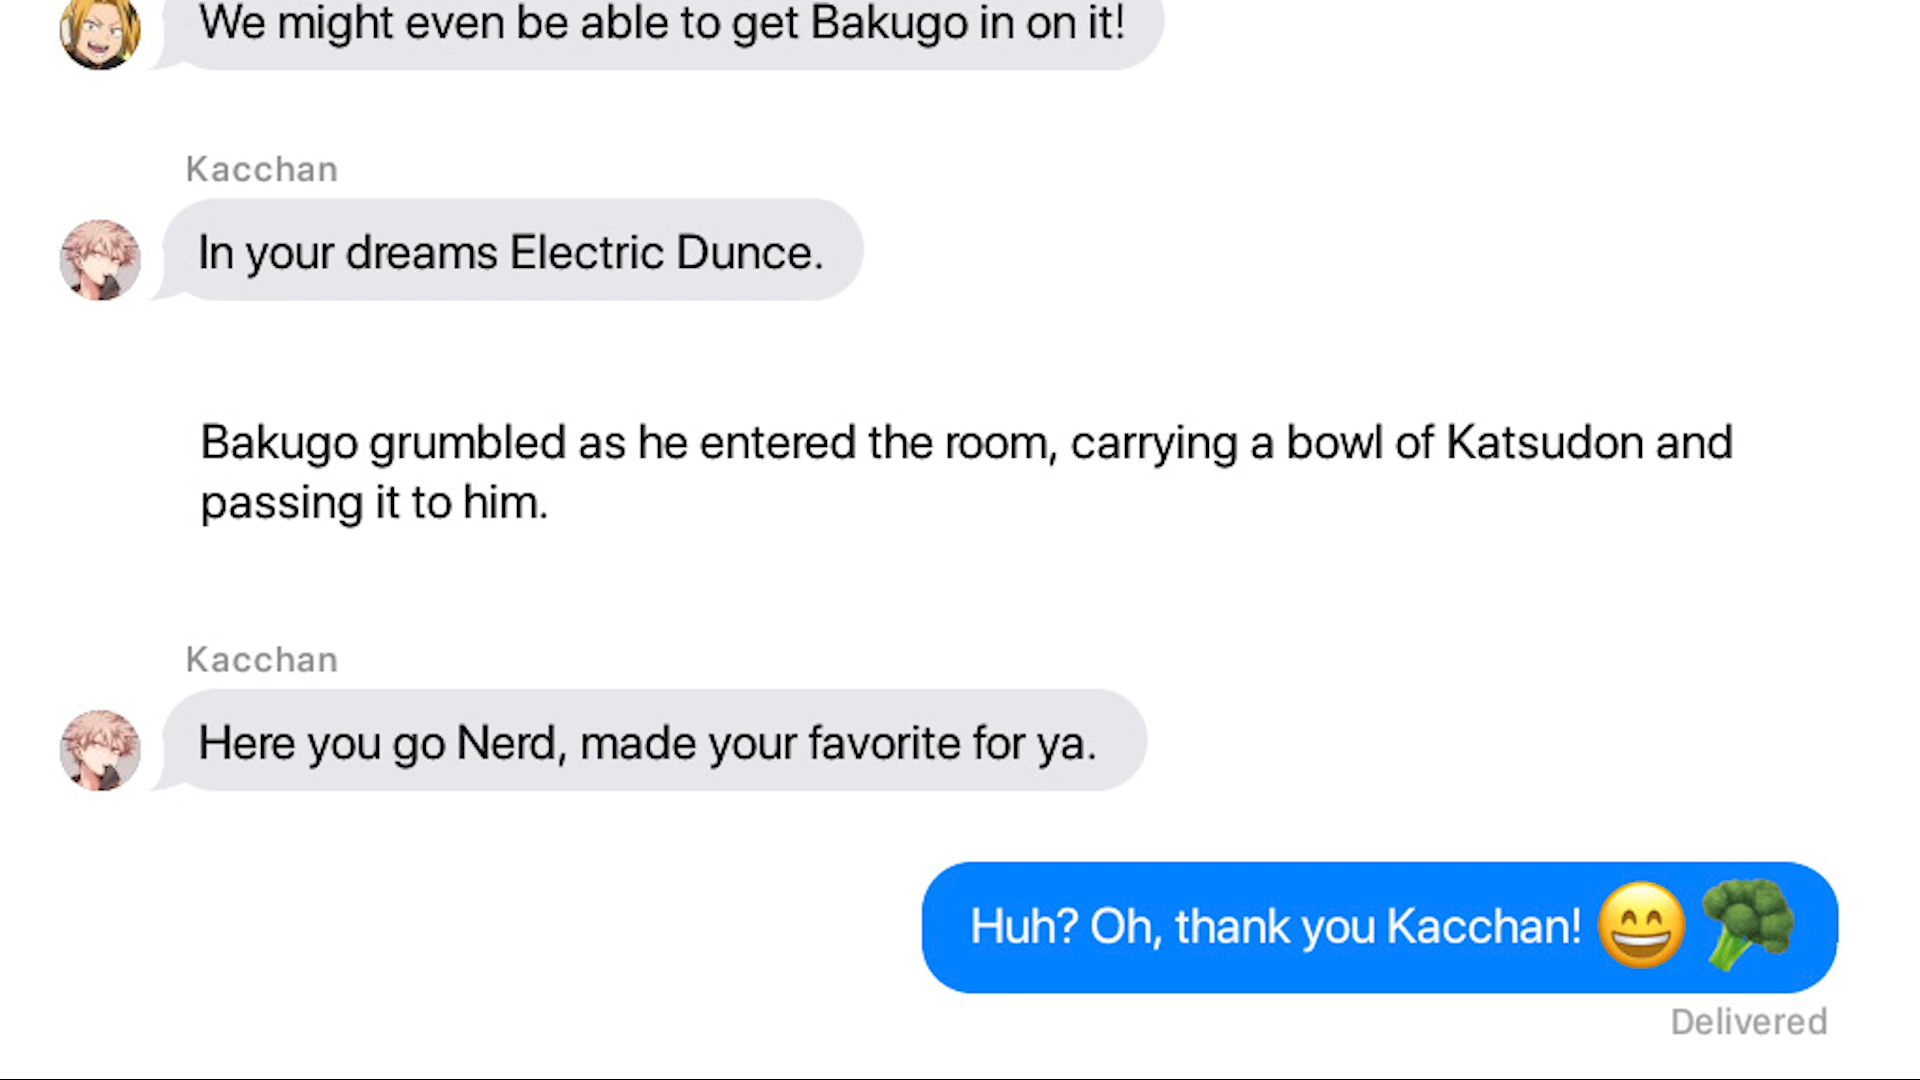 We might even be able to get Bakugo in on it!
Kacchan
In your dreams Electric Dunce.
Bakugo grumbled as he entered the room, carrying a bowl of Katsudon and
passing it to him.
Kacchan
Here you go Nerd, made your favorite for ya.
Huh? Oh, thank you Kacchan! 😄 🥦
Delivered